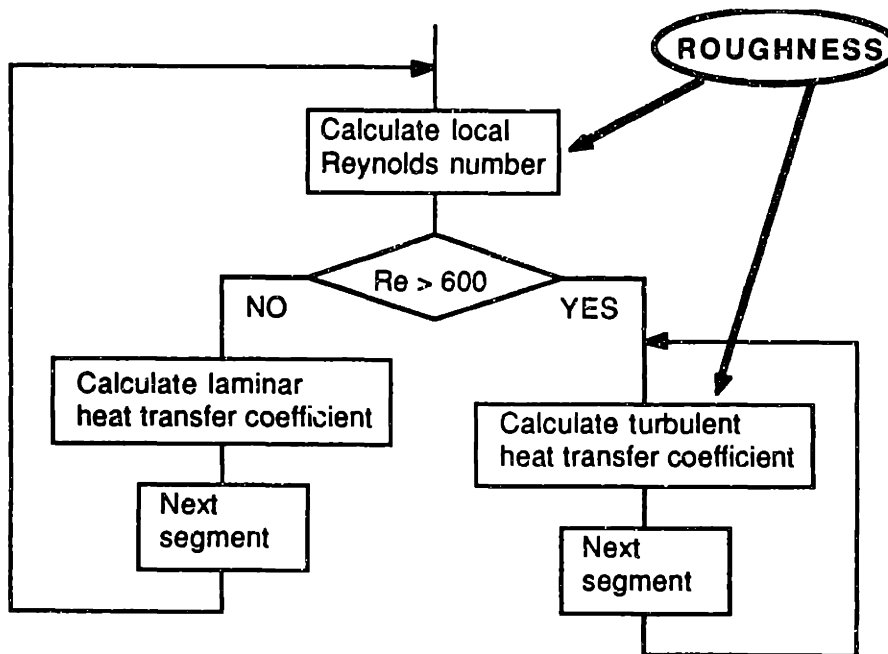 ROUGHNESS
Calculate local
Reynolds number
Re > 600
NO
YES
Calculate laminar
heat transfer coefficient
Next
segment
Calculate turbulent
heat transfer coefficient
Next
segment